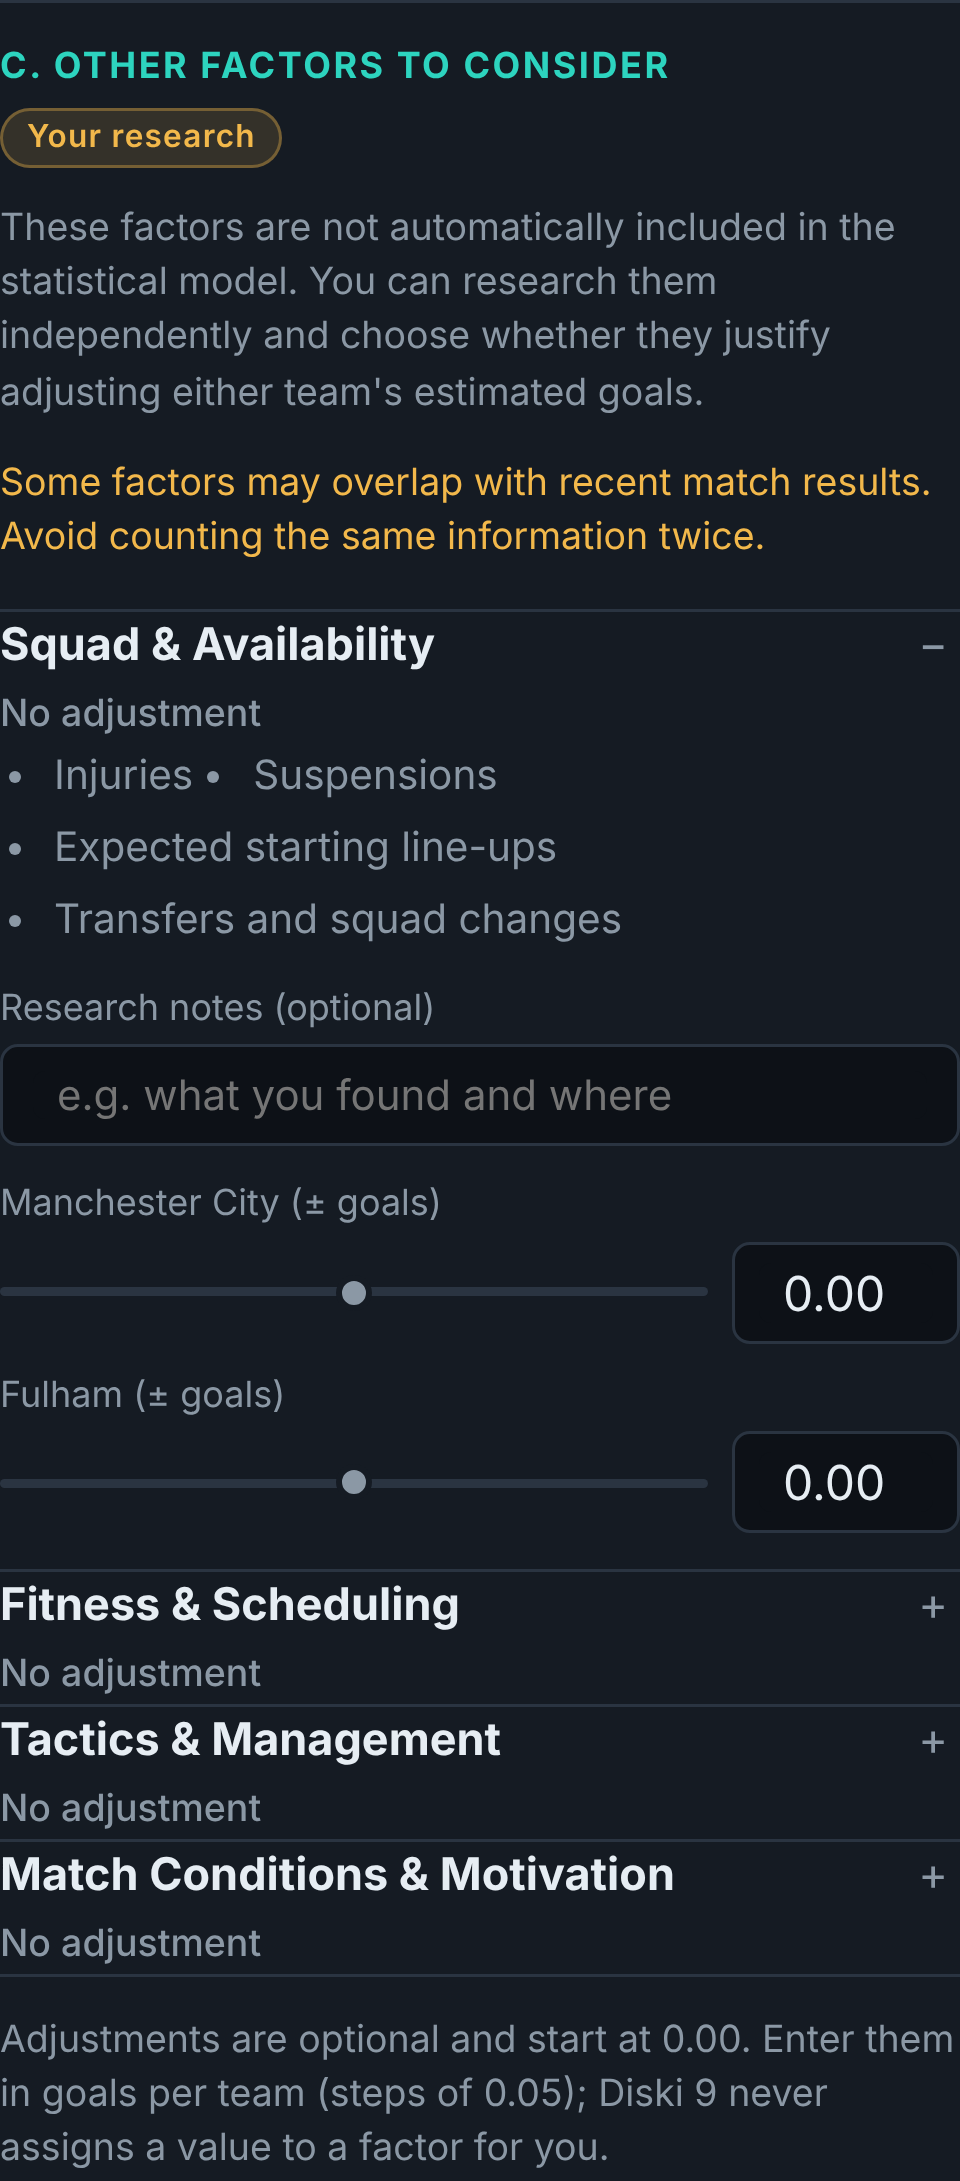 C. OTHER FACTORS TO CONSIDER
Your research
These factors are not automatically included in the
statistical model. You can research them
independently and choose whether they justify
adjusting either team's estimated goals.
Some factors may overlap with recent match results.
Avoid counting the same information twice.
Squad & Availability −
No adjustment
• Injuries • Suspensions
• Expected starting line-ups
• Transfers and squad changes
Research notes (optional)
e.g. what you found and where
Manchester City (± goals)
0.00
Fulham (± goals)
0.00
Fitness & Scheduling +
No adjustment
Tactics & Management +
No adjustment
Match Conditions & Motivation +
No adjustment
Adjustments are optional and start at 0.00. Enter them
in goals per team (steps of 0.05); Diski 9 never
assigns a value to a factor for you.